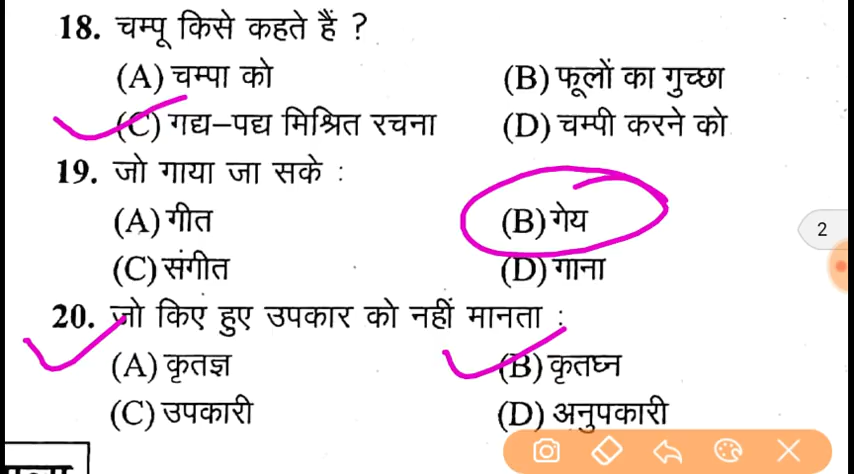 18. चम्पू किसे कहते हैं ?
(A) चम्पा को (B) फूलों का गुच्छा
(C) गद्य–पद्य मिश्रित रचना (D) चम्पी करने को
19. जो गाया जा सके :
(A) गीत (B) गेय
(C) संगीत (D) गाना
20. जो किए हुए उपकार को नहीं मानता :
(A) कृतज्ञ (B) कृतघ्न
(C) उपकारी (D) अनुपकारी
2